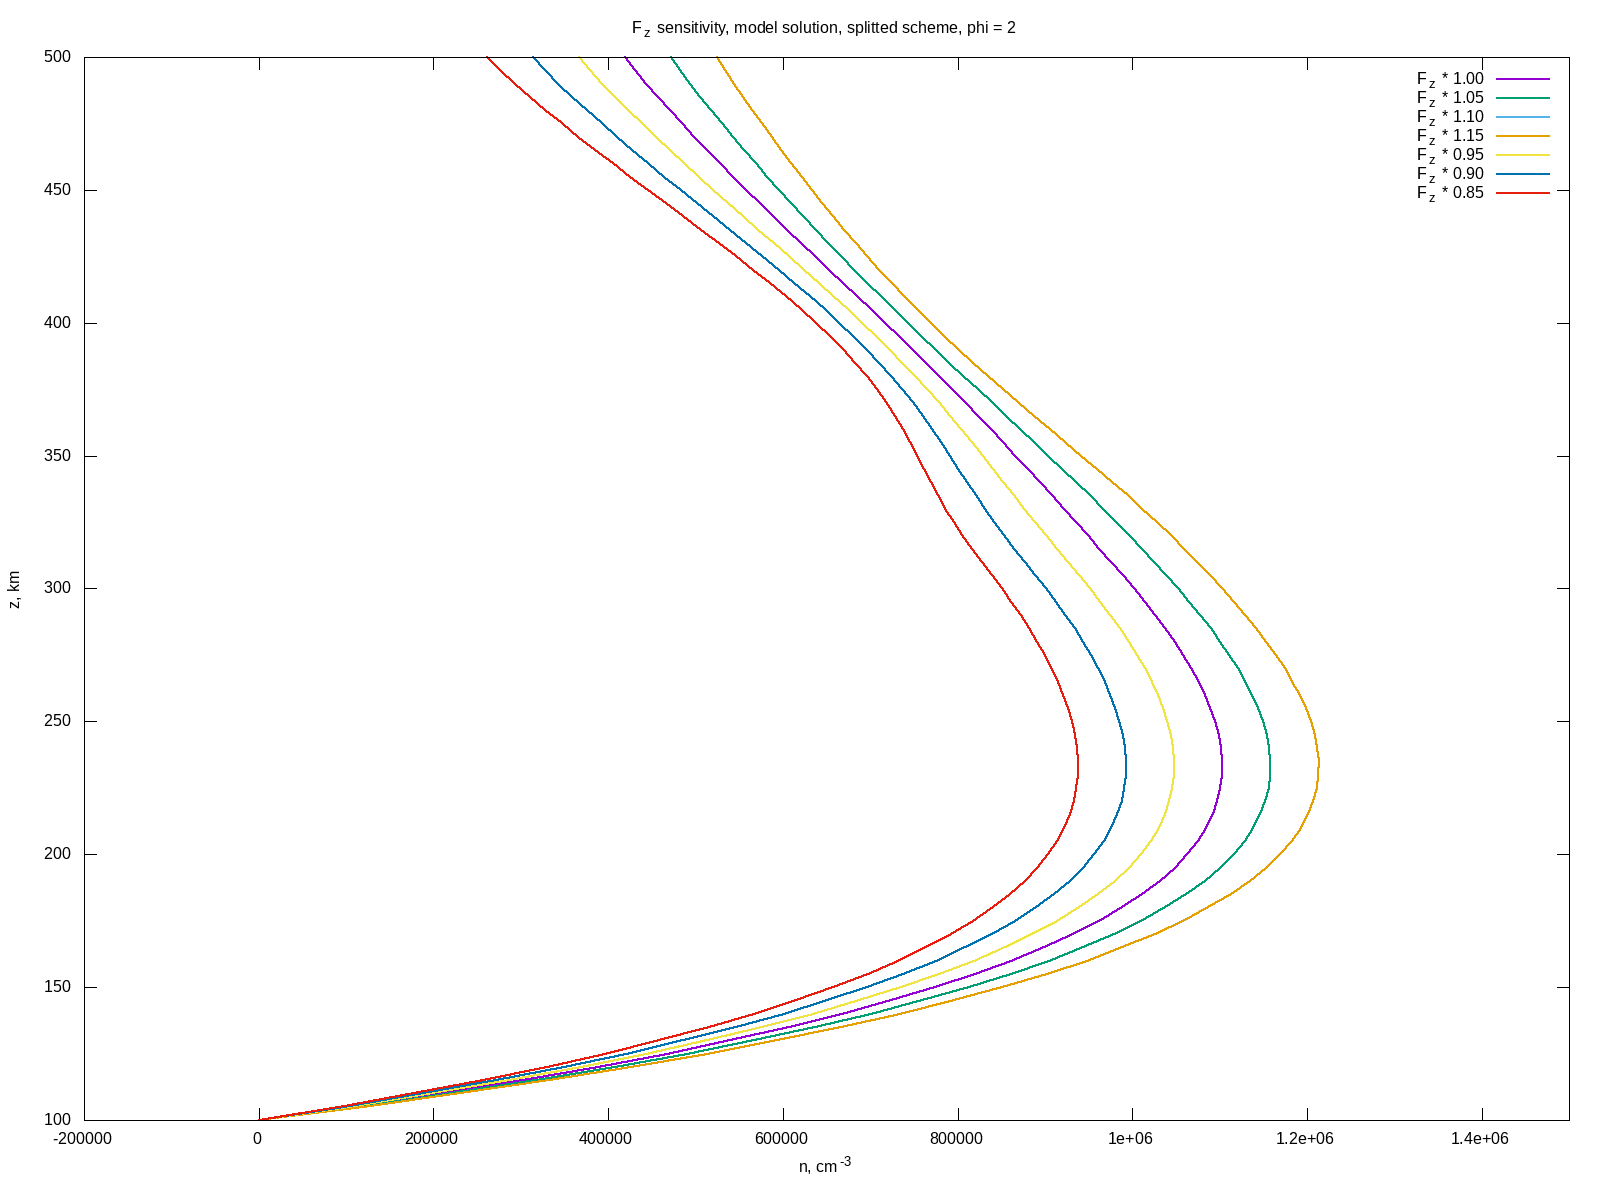 F z sensitivity, model solution, splitted scheme, phi = 2
500
450
400
350
300
250
200
150
100
z, km
F z * 1.00
F z * 1.05
F z * 1.10
F z * 1.15
F z * 0.95
F z * 0.90
F z * 0.85
-200000 0 200000 400000 600000 800000 1e+06 1.2e+06 1.4e+06
n, cm -3